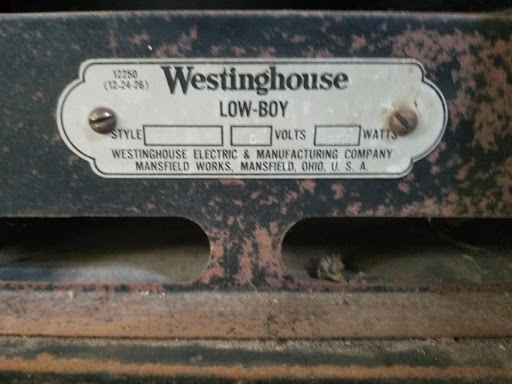 12250
(12-24-26)
Westinghouse
LOW-BOY
STYLE VOLTS WATTS
WESTINGHOUSE ELECTRIC & MANUFACTURING COMPANY
MANSFIELD WORKS, MANSFIELD, OHIO, U. S. A.